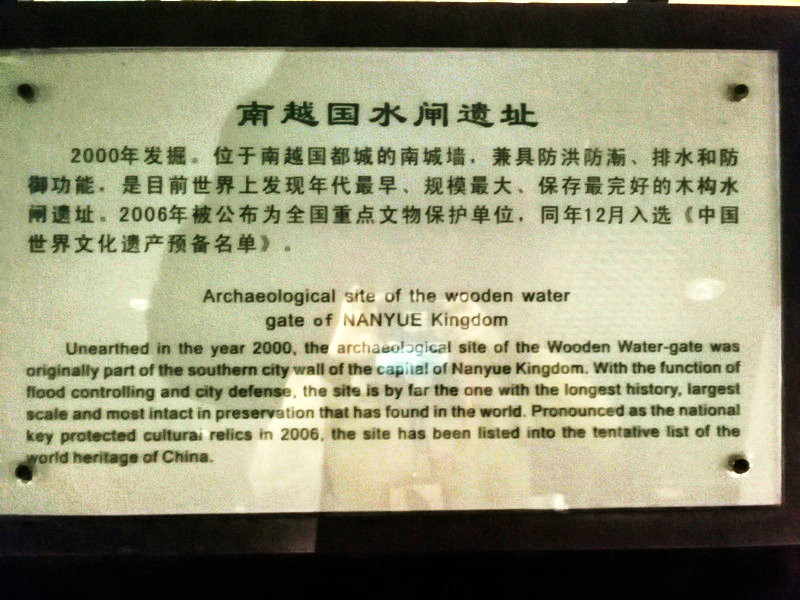 南越国水闸遗址
2000年发掘。位于南越国都城的南城墙，兼具防洪防潮、排水和防
御功能，是目前世界上发现年代最早、规模最大、保存最完好的木构水
闸遗址。2006年被公布为全国重点文物保护单位，同年12月入选《中国
世界文化遗产预备名单》。
Archaeological site of the wooden water
gate of NANYUE Kingdom
Unearthed in the year 2000, the archaeological site of the Wooden Water-gate was
originally part of the southern city wall of the capital of Nanyue Kingdom. With the function of
flood controlling and city defense, the site is by far the one with the longest history, largest
scale and most intact in preservation that has found in the world. Pronounced as the national
key protected cultural relics in 2006, the site has been listed into the tentative list of the
world heritage of China.